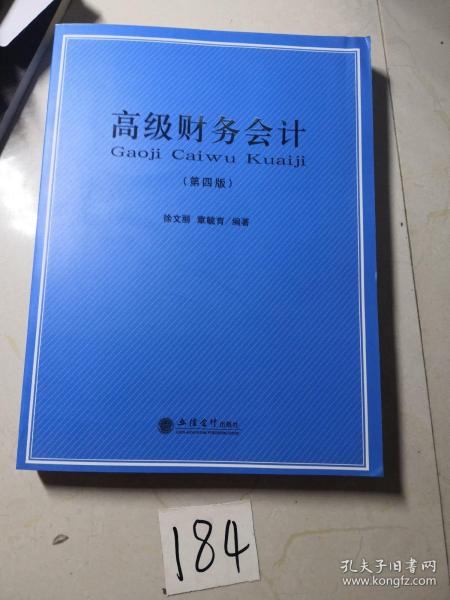 高级财务会计
Gaoji Caiwu Kuaiji
(第四版)
徐文丽 章毓育/编著
立信会计出版社
184
孔夫子旧书网
www.kongfz.com